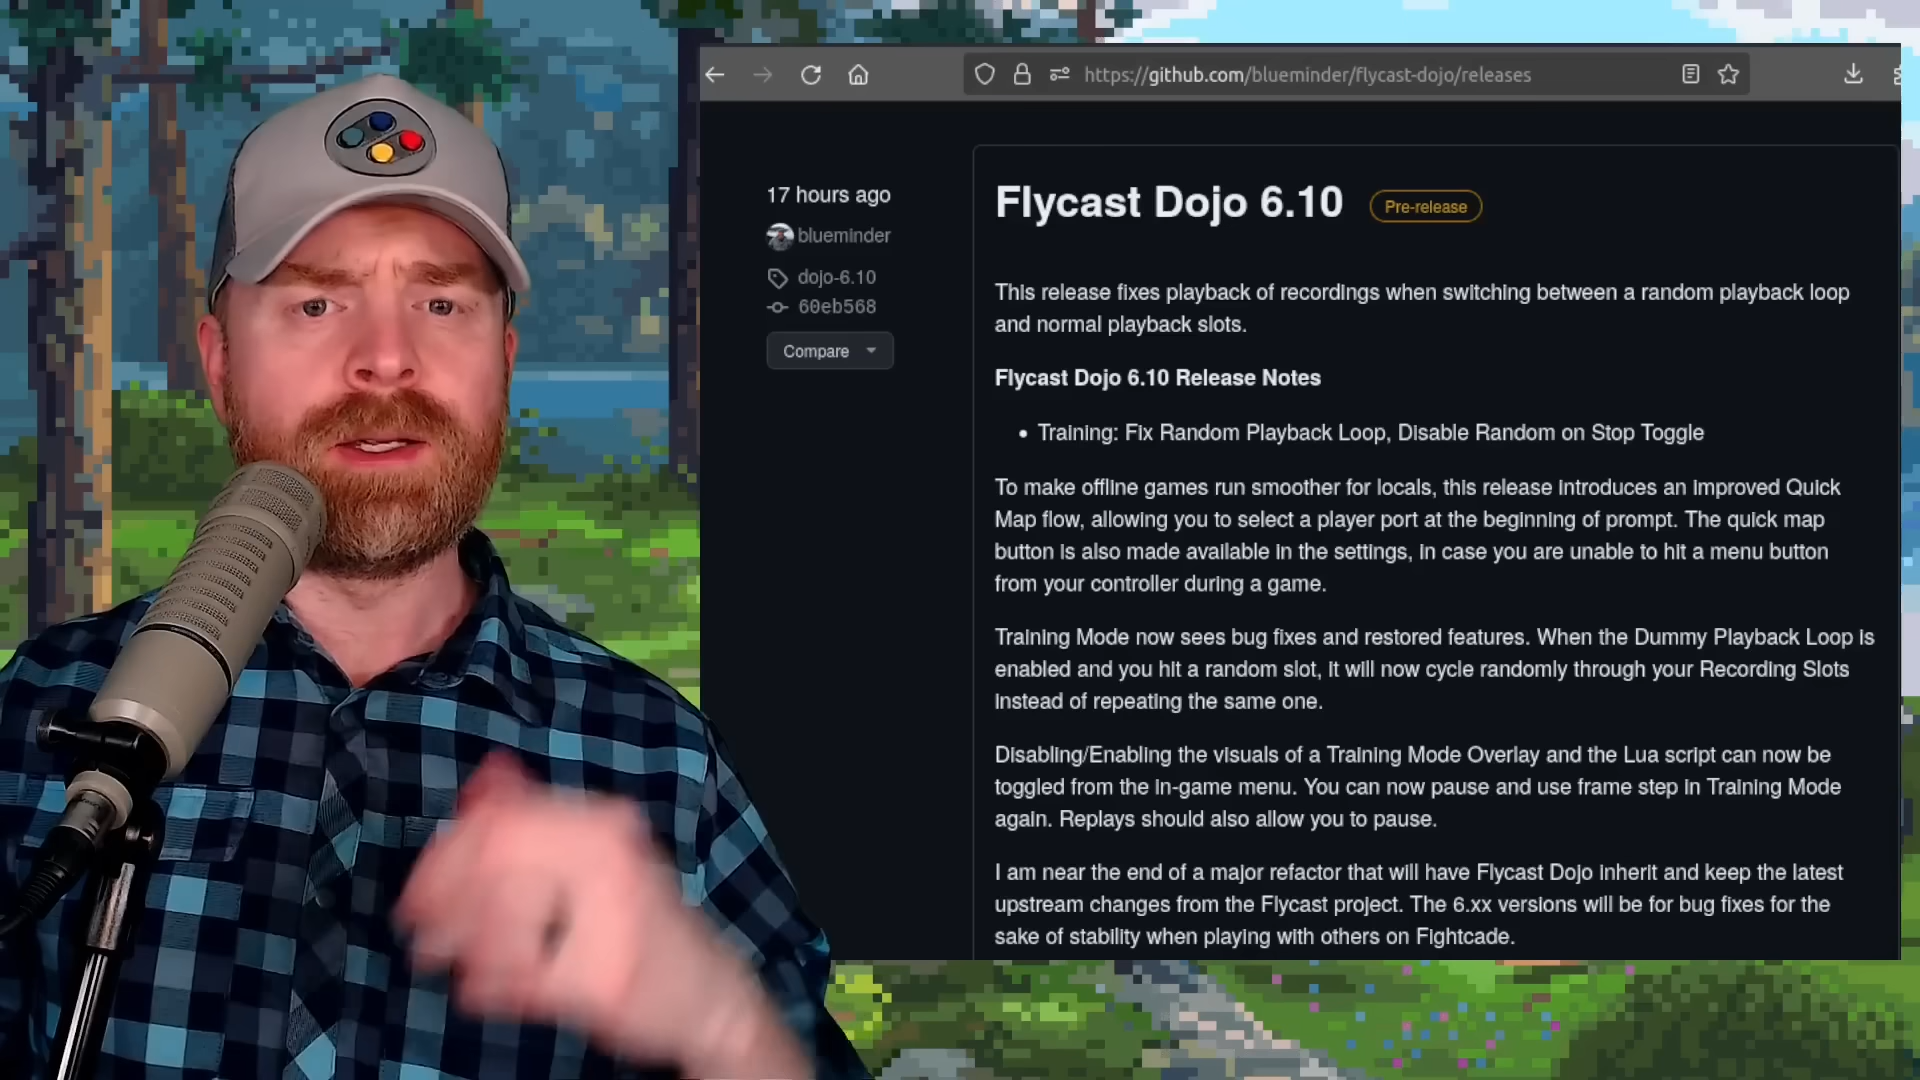 https://github.com/blueminder/flycast-dojo/releases
17 hours ago
blueminder
dojo-6.10
60eb568
Compare
Flycast Dojo 6.10
Pre-release
This release fixes playback of recordings when switching between a random playback loop
and normal playback slots.
Flycast Dojo 6.10 Release Notes
• Training: Fix Random Playback Loop, Disable Random on Stop Toggle
To make offline games run smoother for locals, this release introduces an improved Quick
Map flow, allowing you to select a player port at the beginning of prompt. The quick map
button is also made available in the settings, in case you are unable to hit a menu button
from your controller during a game.
Training Mode now sees bug fixes and restored features. When the Dummy Playback Loop is
enabled and you hit a random slot, it will now cycle randomly through your Recording Slots
instead of repeating the same one.
Disabling/Enabling the visuals of a Training Mode Overlay and the Lua script can now be
toggled from the in-game menu. You can now pause and use frame step in Training Mode
again. Replays should also allow you to pause.
I am near the end of a major refactor that will have Flycast Dojo inherit and keep the latest
upstream changes from the Flycast project. The 6.xx versions will be for bug fixes for the
sake of stability when playing with others on Fightcade.